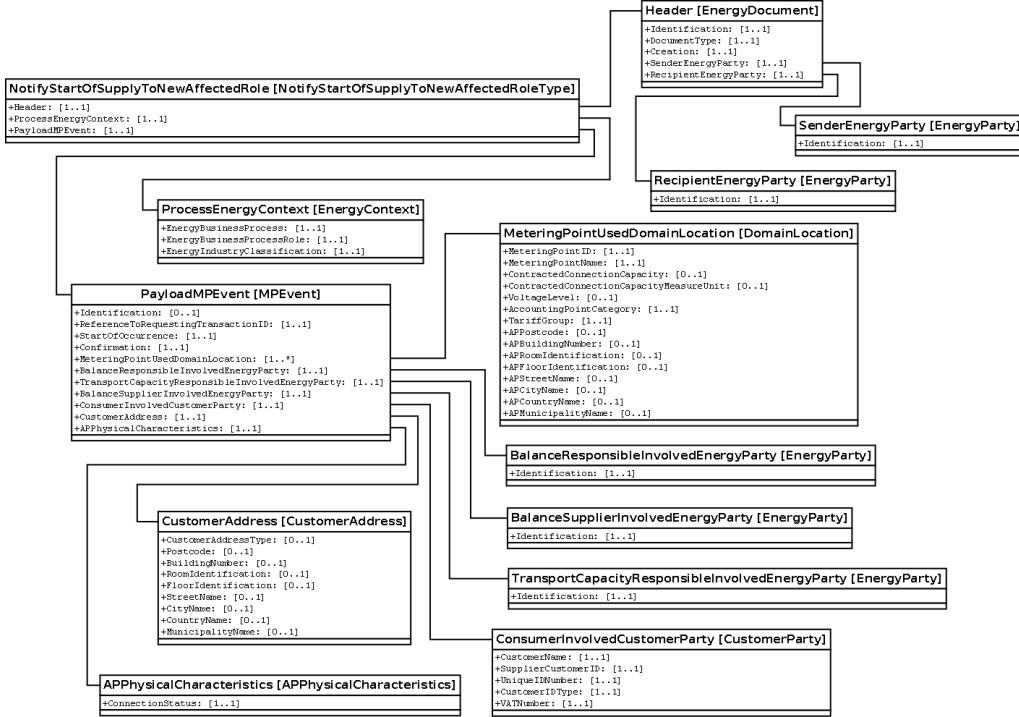 Header [EnergyDocument]
+Identification: [1..1]
+DocumentType: [1..1]
+Creation: [1..1]
+SenderEnergyParty: [1..1]
+RecipientEnergyParty: [1..1]
NotifyStartOfSupplyToNewAffectedRole [NotifyStartOfSupplyToNewAffectedRoleType]
+Header: [1..1]
+ProcessEnergyContext: [1..1]
+PayloadMPEvent: [1..1]
SenderEnergyParty [EnergyParty]
+Identification: [1..1]
RecipientEnergyParty [EnergyParty]
+Identification: [1..1]
ProcessEnergyContext [EnergyContext]
+EnergyBusinessProcess: [1..1]
+EnergyBusinessProcessRole: [1..1]
+EnergyIndustryClassification: [1..1]
MeteringPointUsedDomainLocation [DomainLocation]
+MeteringPointID: [1..1]
+MeteringPointName: [1..1]
+ContractedConnectionCapacity: [0..1]
+ContractedConnectionCapacityMeasureUnit: [0..1]
+VoltageLevel: [0..1]
+AccountingPointCategory: [1..1]
+TariffGroup: [1..1]
+APPostcode: [0..1]
+APBuildingNumber: [0..1]
+APRoomIdentification: [0..1]
+APFloorIdentification: [0..1]
+APStreetName: [0..1]
+APCityName: [0..1]
+APCountryName: [0..1]
+APMunicipalityName: [0..1]
PayloadMPEvent [MPEvent]
+Identification: [0..1]
+ReferenceToRequestingTransactionID: [1..1]
+StartOfOccurrence: [1..1]
+Confirmation: [1..1]
+MeteringPointUsedDomainLocation: [1..*]
+BalanceResponsibleInvolvedEnergyParty: [1..1]
+TransportCapacityResponsibleInvolvedEnergyParty: [1..1]
+BalanceSupplierInvolvedEnergyParty: [1..1]
+ConsumerInvolvedCustomerParty: [1..1]
+CustomerAddress: [1..1]
+APPhysicalCharacteristics: [1..1]
BalanceResponsibleInvolvedEnergyParty [EnergyParty]
+Identification: [1..1]
BalanceSupplierInvolvedEnergyParty [EnergyParty]
+Identification: [1..1]
CustomerAddress [CustomerAddress]
+CustomerAddressType: [0..1]
+Postcode: [0..1]
+BuildingNumber: [0..1]
+RoomIdentification: [0..1]
+FloorIdentification: [0..1]
+StreetName: [0..1]
+CityName: [0..1]
+CountryName: [0..1]
+MunicipalityName: [0..1]
TransportCapacityResponsibleInvolvedEnergyParty [EnergyParty]
+Identification: [1..1]
ConsumerInvolvedCustomerParty [CustomerParty]
+CustomerName: [1..1]
+SupplierCustomerID: [1..1]
+UniqueIDNumber: [1..1]
+CustomerIDType: [1..1]
+VATNumber: [1..1]
APPhysicalCharacteristics [APPhysicalCharacteristics]
+ConnectionStatus: [1..1]